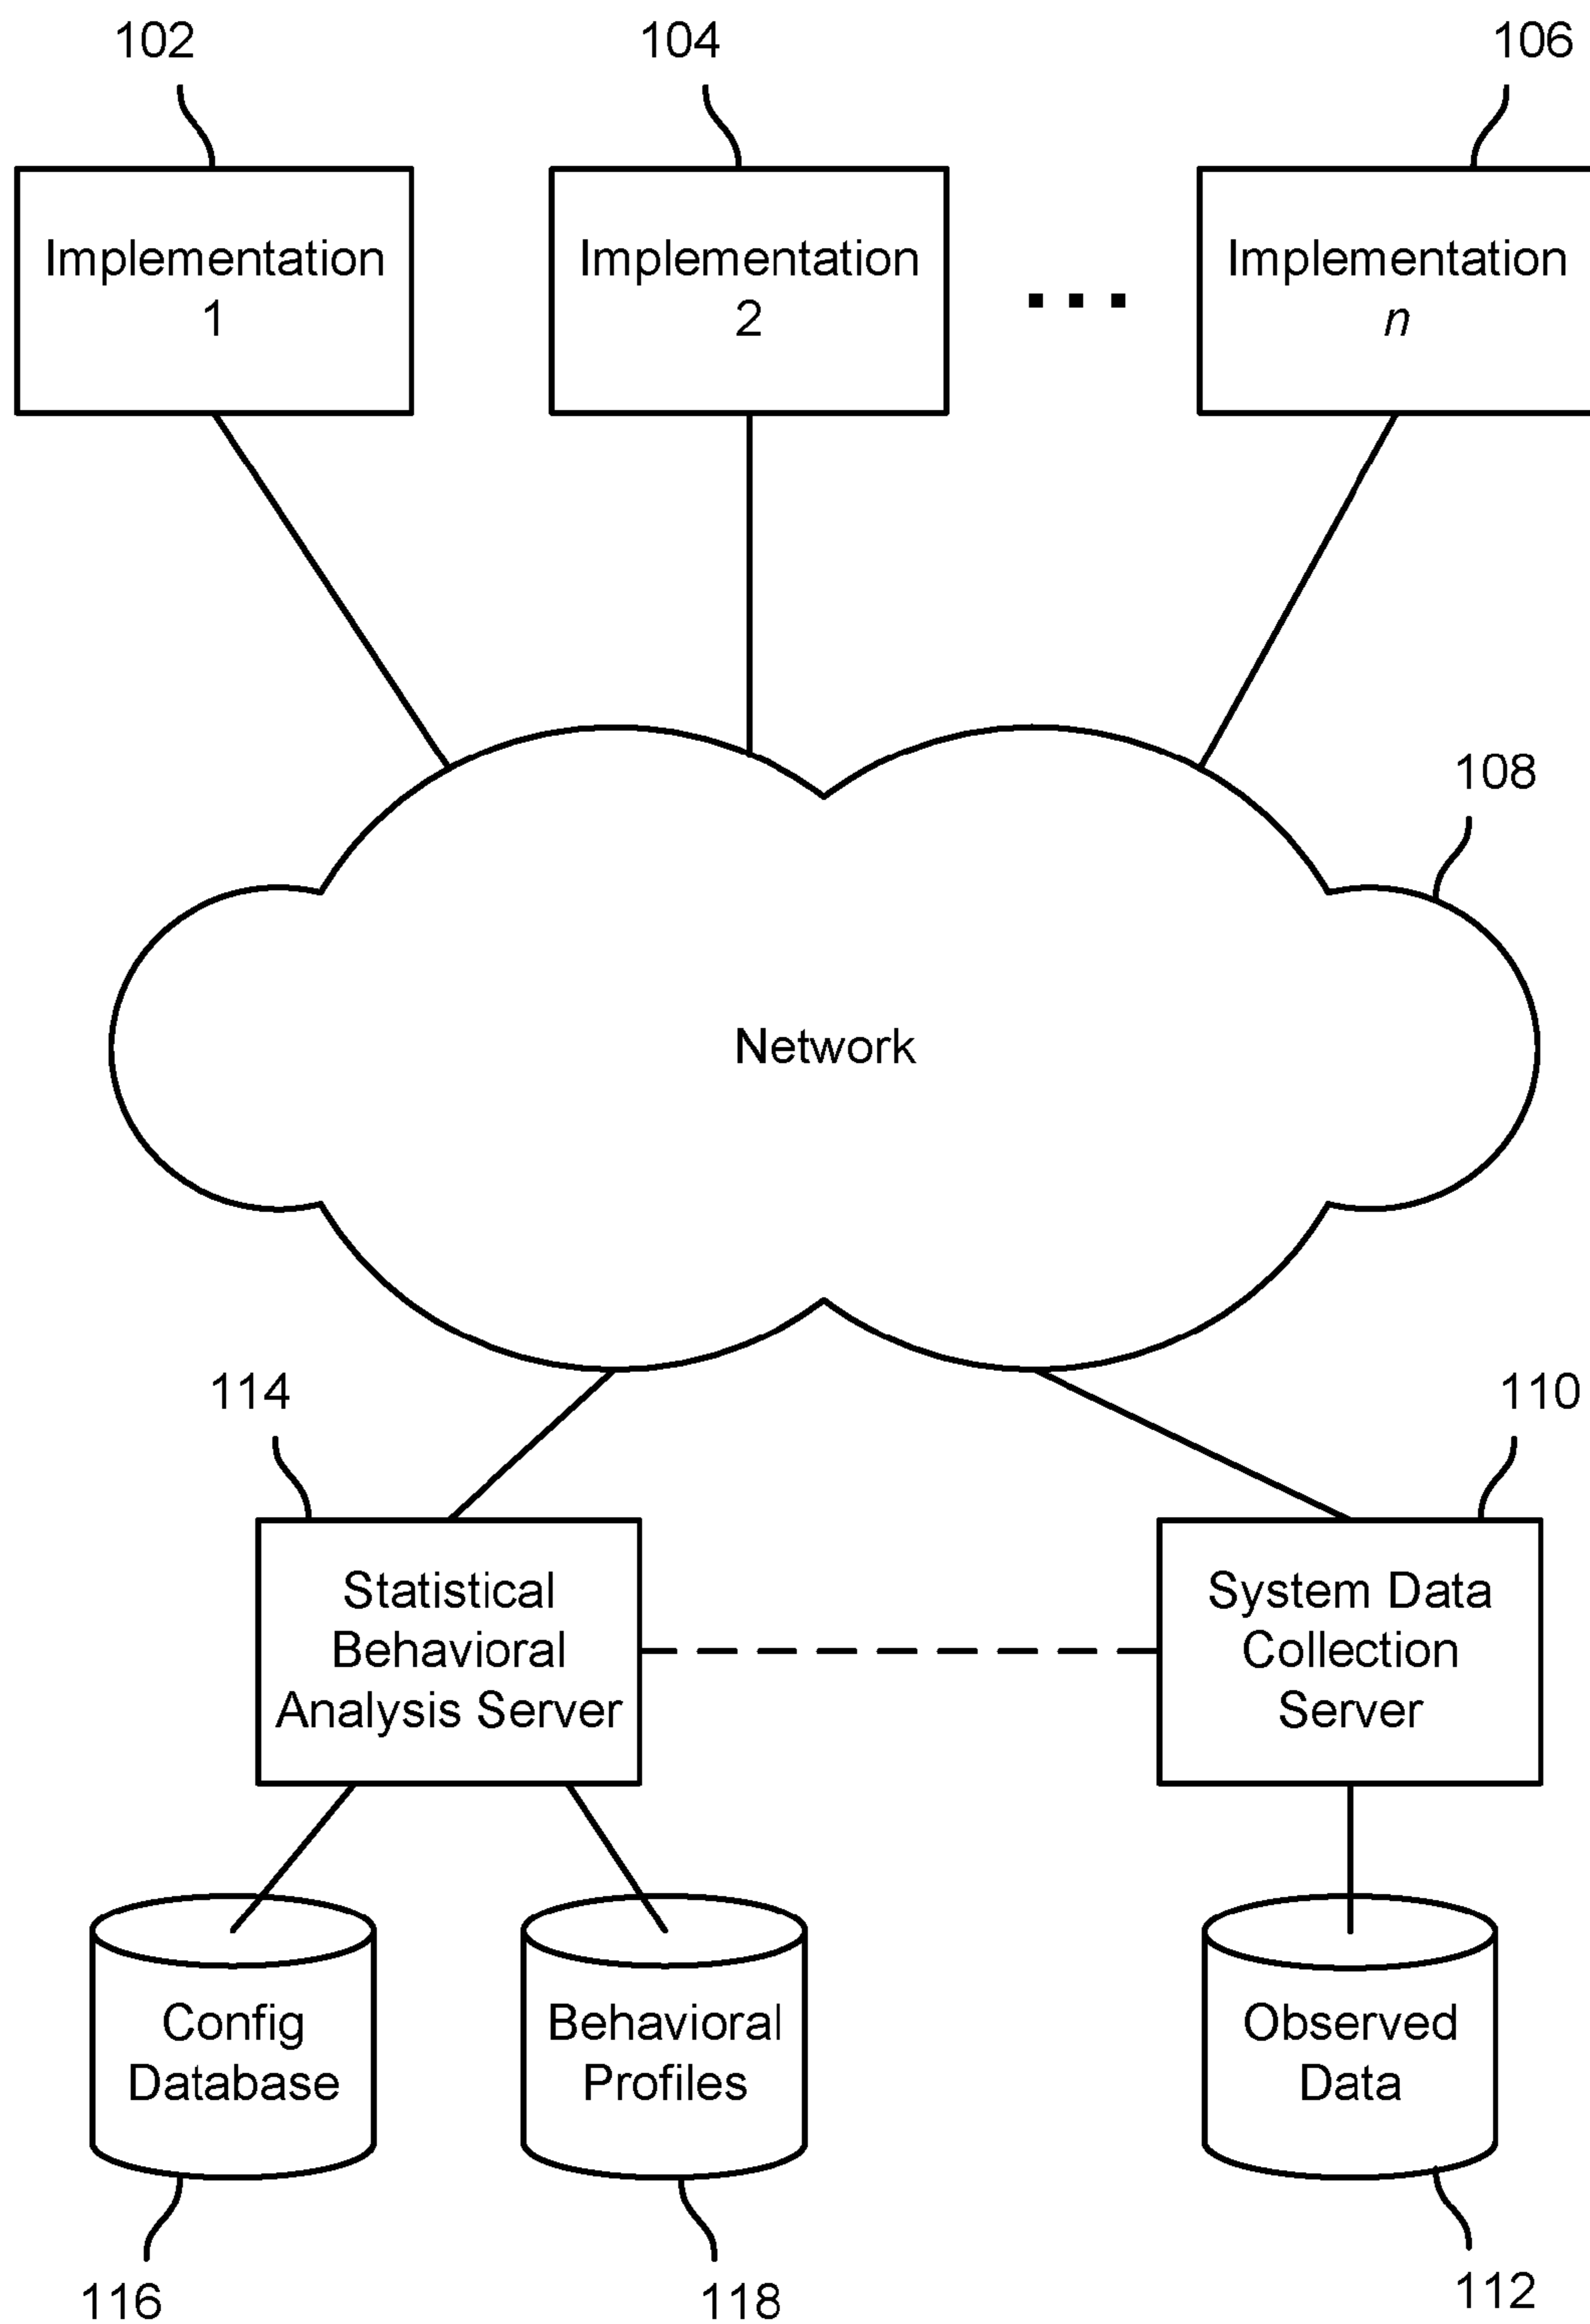 102
104
106
Implementation
1
Implementation
2
...
Implementation
n
108
Network
114
110
Statistical
Behavioral
Analysis Server
System Data
Collection
Server
Config
Database
Behavioral
Profiles
Observed
Data
116
118
112